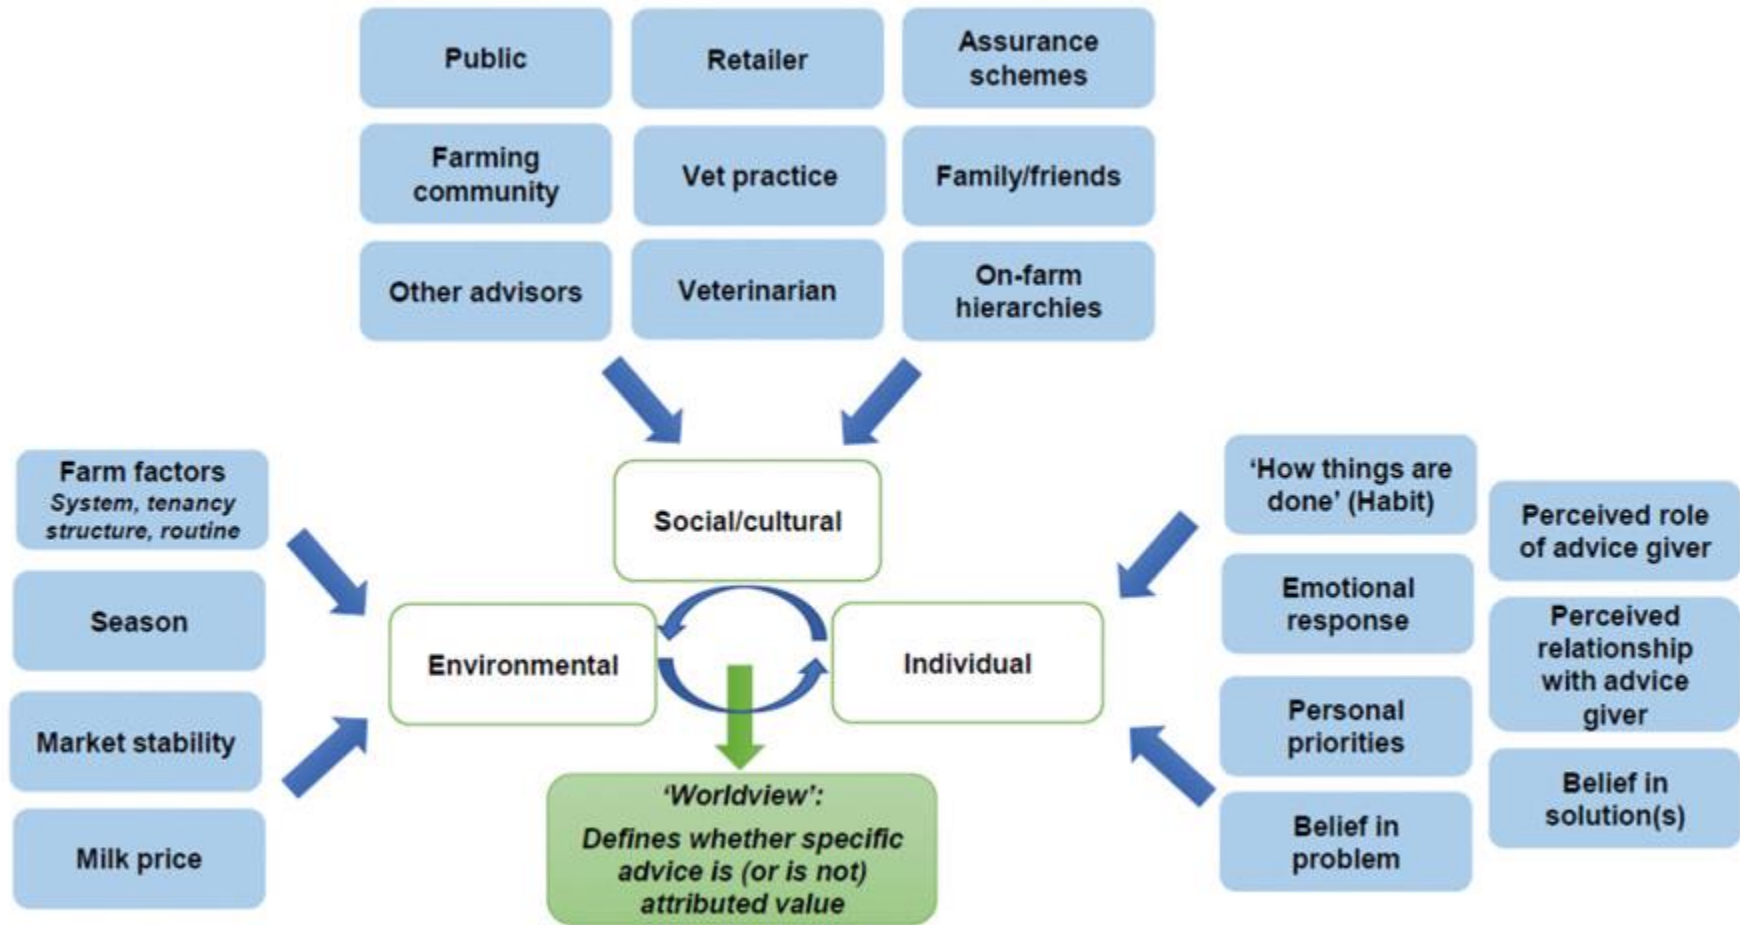 Public
Retailer
Assurance
schemes
Farming
community
Vet practice
Family/friends
Other advisors
Veterinarian
On-farm
hierarchies
Farm factors
System, tenancy
structure, routine
Season
Market stability
Milk price
Social/cultural
Environmental
Individual
‘How things are
done’ (Habit)
Emotional
response
Personal
priorities
Belief in
problem
Perceived role
of advice giver
Perceived
relationship
with advice
giver
Belief in
solution(s)
‘Worldview’:
Defines whether specific
advice is (or is not)
attributed value